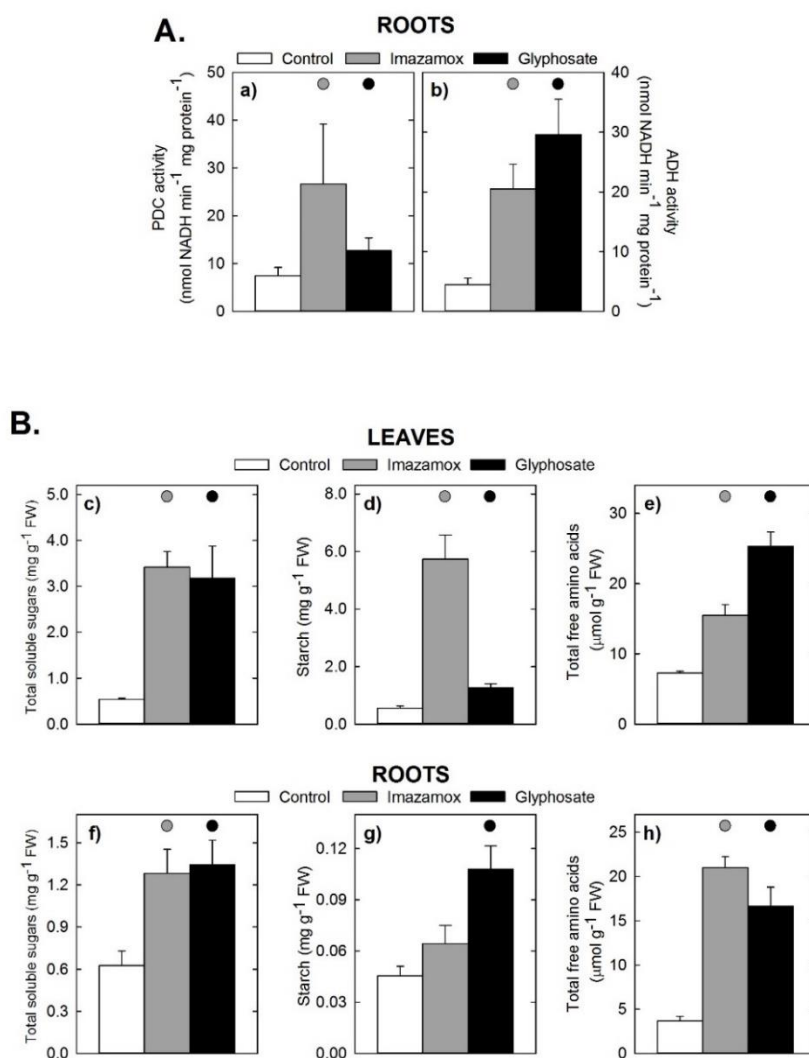 A.
ROOTS
Control Imazamox Glyphosate
a)
50
40
30
20
10
0
PDC activity
(nmol NADH min⁻¹ mg protein⁻¹)
b)
40
30
20
10
0
ADH activity
(nmol NADH min⁻¹ mg protein⁻¹)
B.
LEAVES
Control Imazamox Glyphosate
c)
5.0
4.0
3.0
2.0
1.0
0.0
Total soluble sugars (mg g⁻¹ FW)
d)
8.0
6.0
4.0
2.0
0.0
Starch (mg g⁻¹ FW)
e)
30
20
10
0
Total free amino acids
(µmol g⁻¹ FW)
ROOTS
Control Imazamox Glyphosate
f)
1.5
1.2
0.9
0.6
0.3
0.0
Total soluble sugars (mg g⁻¹ FW)
g)
0.12
0.09
0.06
0.03
0.00
Starch (mg g⁻¹ FW)
h)
25
20
15
10
5
0
Total free amino acids
(µmol g⁻¹ FW)